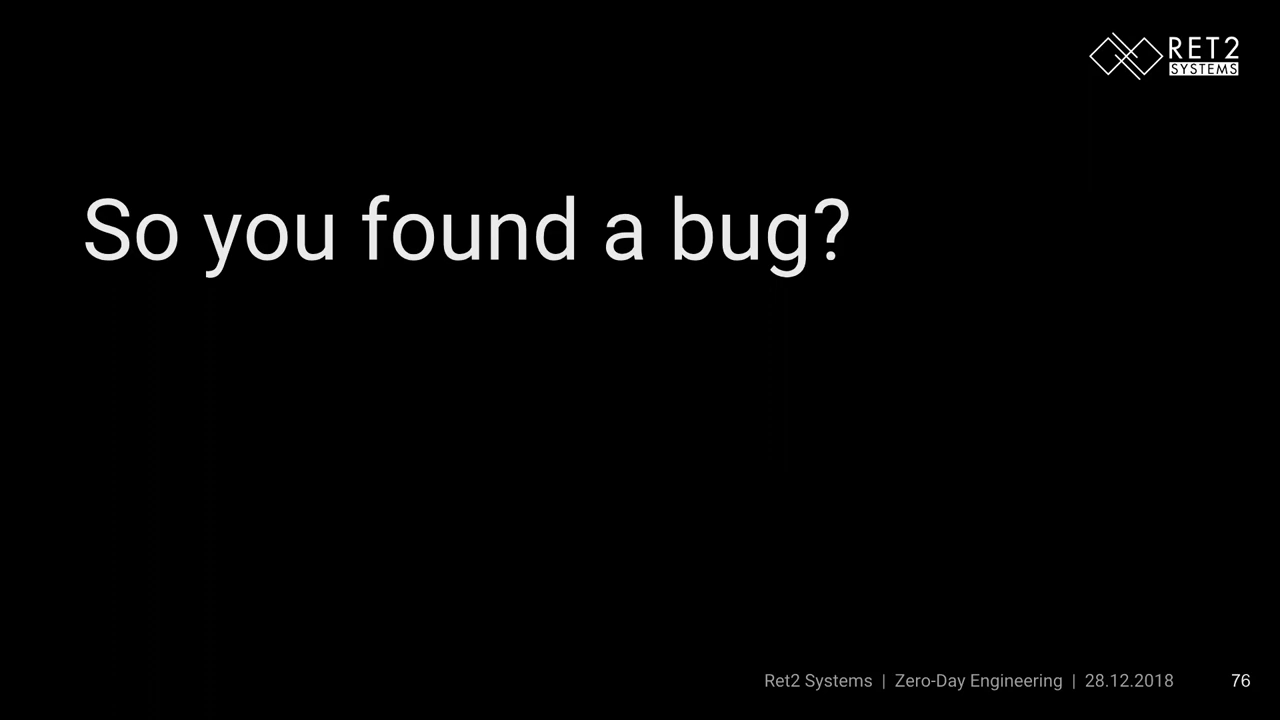 RET2
SYSTEMS
So you found a bug?
Ret2 Systems | Zero-Day Engineering | 28.12.2018 76